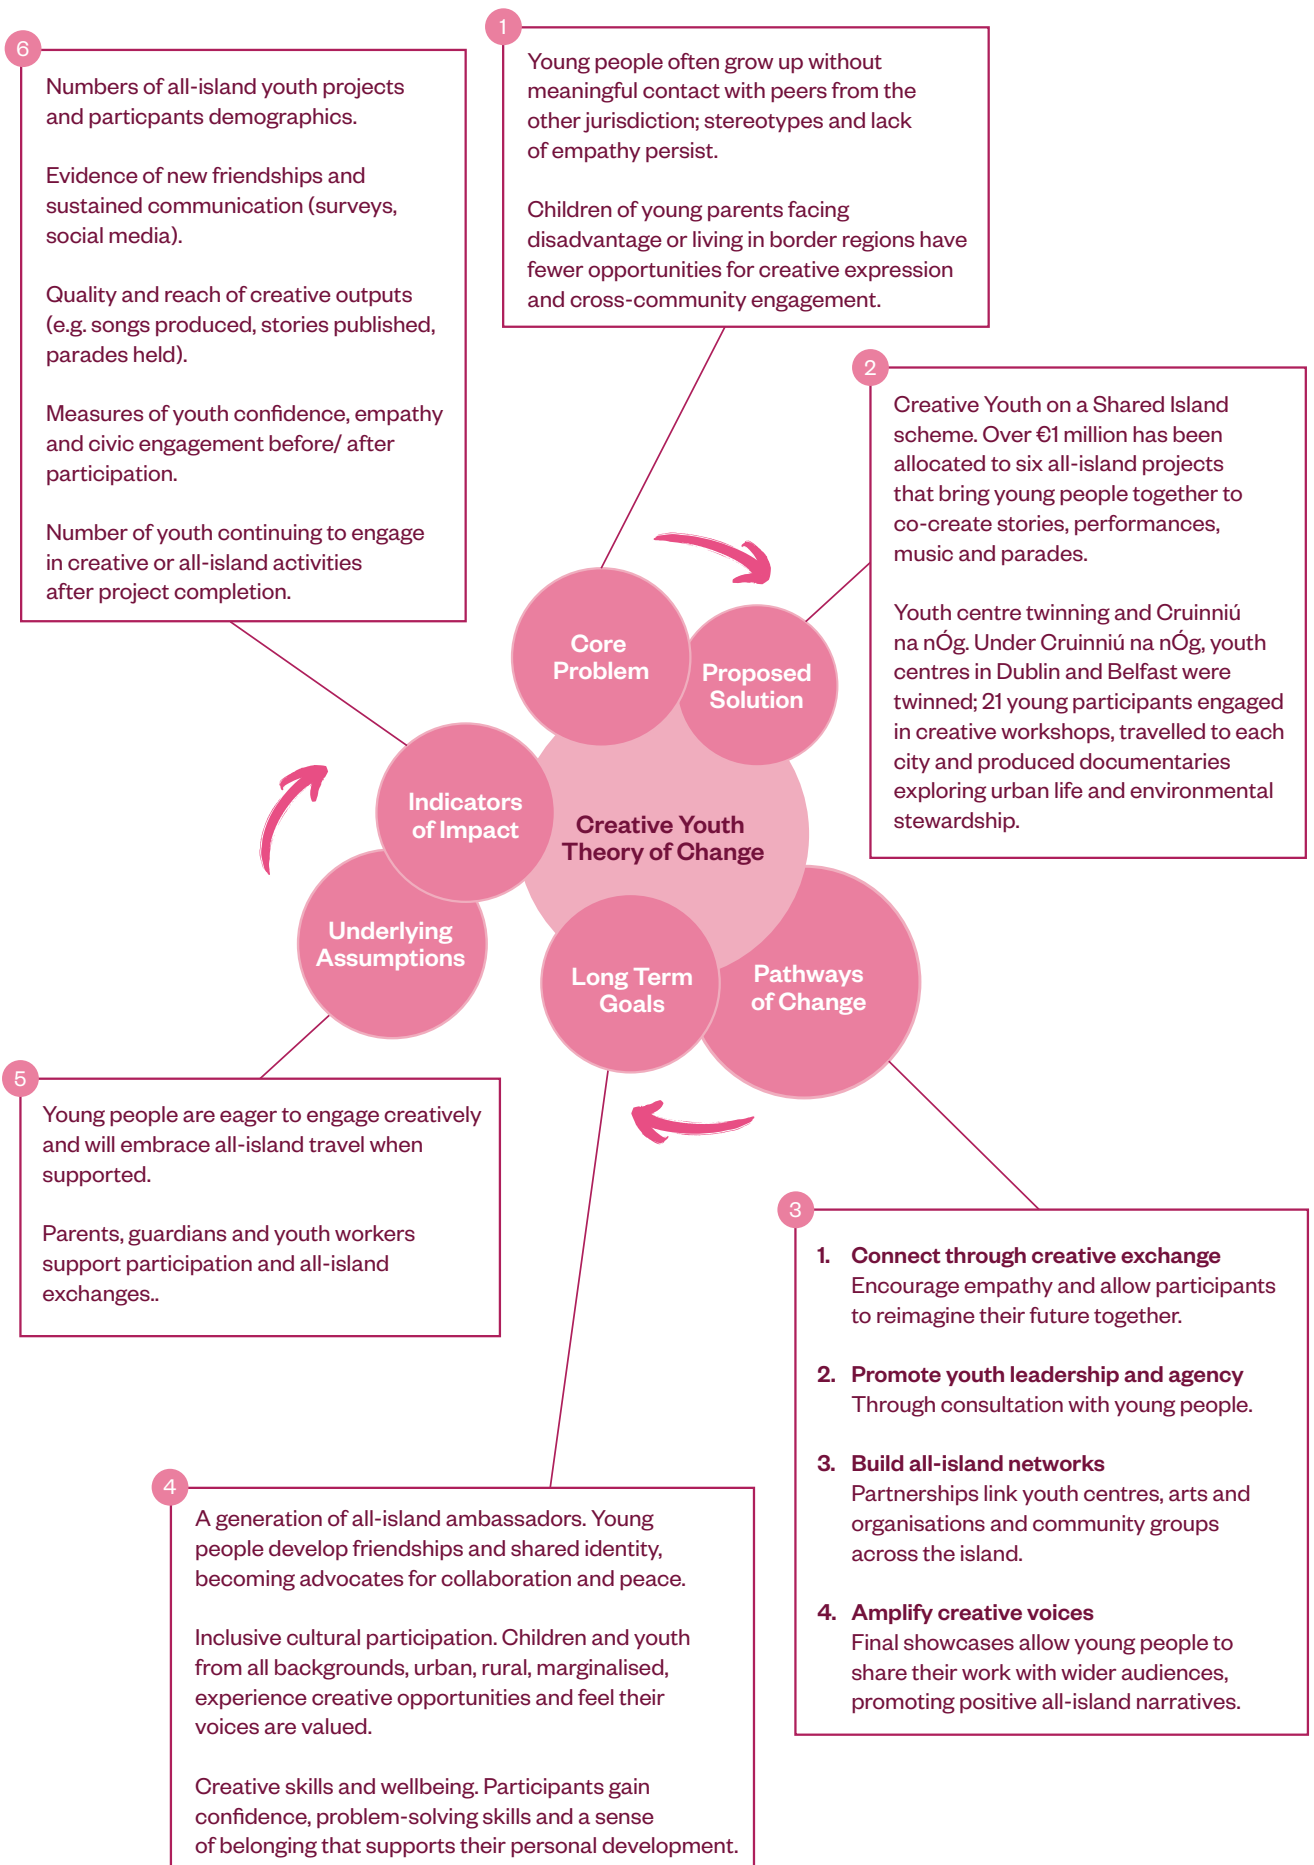 1
Young people often grow up without
meaningful contact with peers from the
other jurisdiction; stereotypes and lack
of empathy persist.
Children of young parents facing
disadvantage or living in border regions have
fewer opportunities for creative expression
and cross-community engagement.
2
Creative Youth on a Shared Island
scheme. Over €1 million has been
allocated to six all-island projects
that bring young people together to
co-create stories, performances,
music and parades.
Youth centre twinning and Cruinniú
na nÓg. Under Cruinniú na nÓg, youth
centres in Dublin and Belfast were
twinned; 21 young participants engaged
in creative workshops, travelled to each
city and produced documentaries
exploring urban life and environmental
stewardship.
3
1. Connect through creative exchange
Encourage empathy and allow participants
to reimagine their future together.
2. Promote youth leadership and agency
Through consultation with young people.
3. Build all-island networks
Partnerships link youth centres, arts and
organisations and community groups
across the island.
4. Amplify creative voices
Final showcases allow young people to
share their work with wider audiences,
promoting positive all-island narratives.
4
A generation of all-island ambassadors. Young
people develop friendships and shared identity,
becoming advocates for collaboration and peace.
Inclusive cultural participation. Children and youth
from all backgrounds, urban, rural, marginalised,
experience creative opportunities and feel their
voices are valued.
Creative skills and wellbeing. Participants gain
confidence, problem-solving skills and a sense
of belonging that supports their personal development.
5
Young people are eager to engage creatively
and will embrace all-island travel when
supported.
Parents, guardians and youth workers
support participation and all-island
exchanges..
6
Numbers of all-island youth projects
and particpants demographics.
Evidence of new friendships and
sustained communication (surveys,
social media).
Quality and reach of creative outputs
(e.g. songs produced, stories published,
parades held).
Measures of youth confidence, empathy
and civic engagement before/ after
participation.
Number of youth continuing to engage
in creative or all-island activities
after project completion.
Core
Problem
Proposed
Solution
Creative Youth
Theory of Change
Pathways
of Change
Long Term
Goals
Underlying
Assumptions
Indicators
of Impact